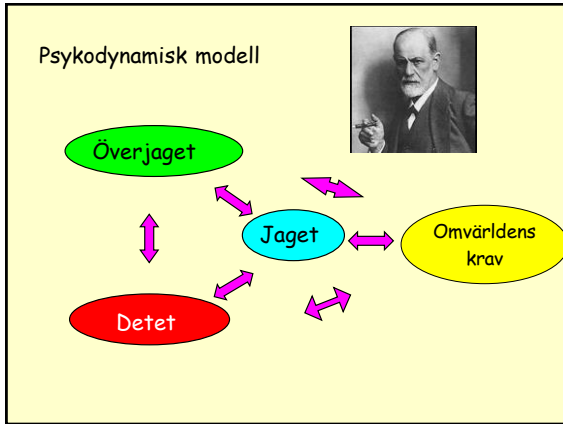 Psykodynamisk modell
Överjaget
Jaget
Omvärldens
krav
Detet